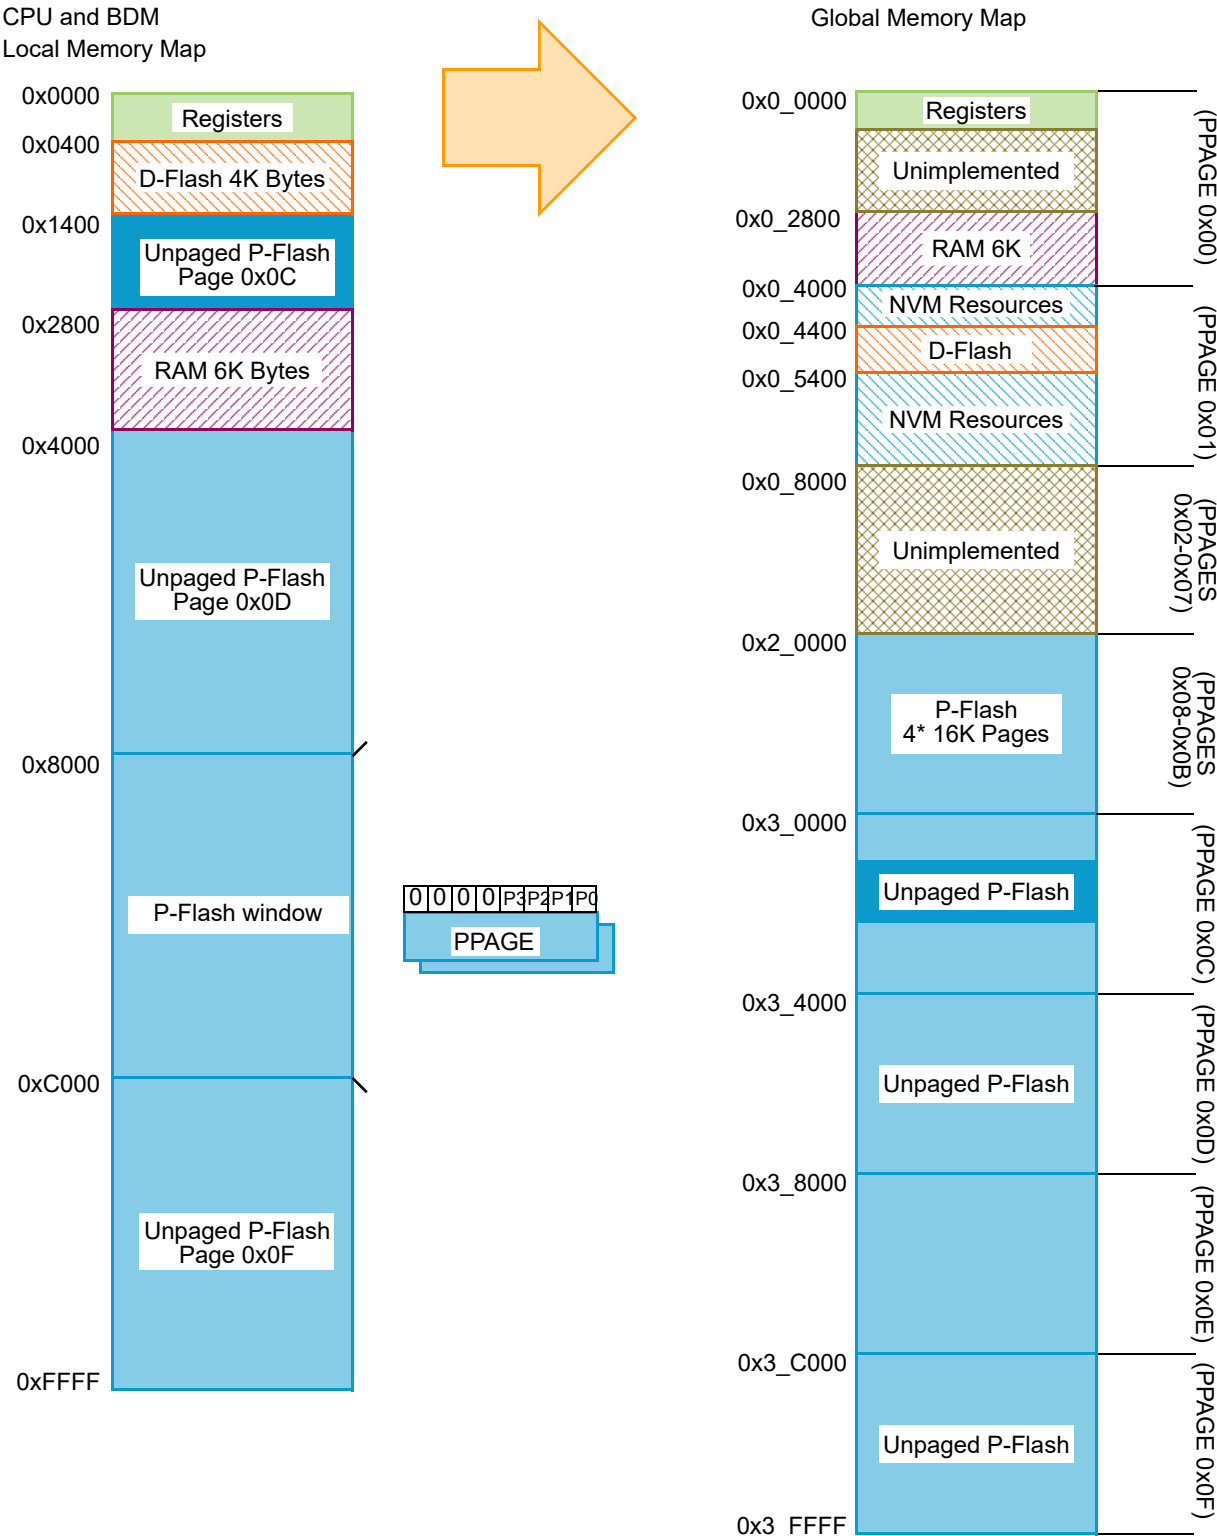 CPU and BDM
Local Memory Map
0x0000
Registers
0x0400
D-Flash 4K Bytes
0x1400
Unpaged P-Flash
Page 0x0C
0x2800
RAM 6K Bytes
0x4000
Unpaged P-Flash
Page 0x0D
0x8000
P-Flash window
0xC000
Unpaged P-Flash
Page 0x0F
0xFFFF
0 0 0 0 P3 P2 P1 P0
PPAGE
Global Memory Map
0x0_0000
Registers
Unimplemented
(PPAGE 0x00)
0x0_2800
RAM 6K
0x0_4000
NVM Resources
0x0_4400
D-Flash
(PPAGE 0x01)
0x0_5400
NVM Resources
0x0_8000
Unimplemented
(PPAGES
0x02-0x07)
0x2_0000
P-Flash
4* 16K Pages
(PPAGES
0x08-0x0B)
0x3_0000
Unpaged P-Flash
(PPAGE 0x0C)
0x3_4000
Unpaged P-Flash
(PPAGE 0x0D)
0x3_8000
(PPAGE 0x0E)
0x3_C000
Unpaged P-Flash
(PPAGE 0x0F)
0x3_FFFF